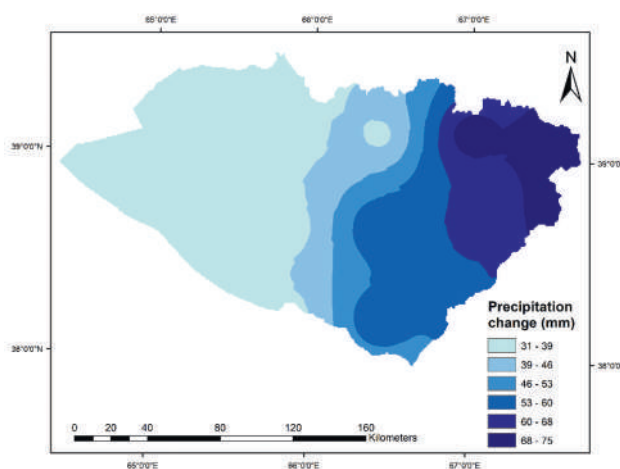 65°0'0"E 66°0'0"E 67°0'0"E
N
39°0'0"N 39°0'0"N
Precipitation
change (mm)
31 - 39
39 - 46
46 - 53
53 - 60
60 - 68
68 - 75
38°0'0"N 38°0'0"N
0 20 40 80 120 160
Kilometers
65°0'0"E 66°0'0"E 67°0'0"E